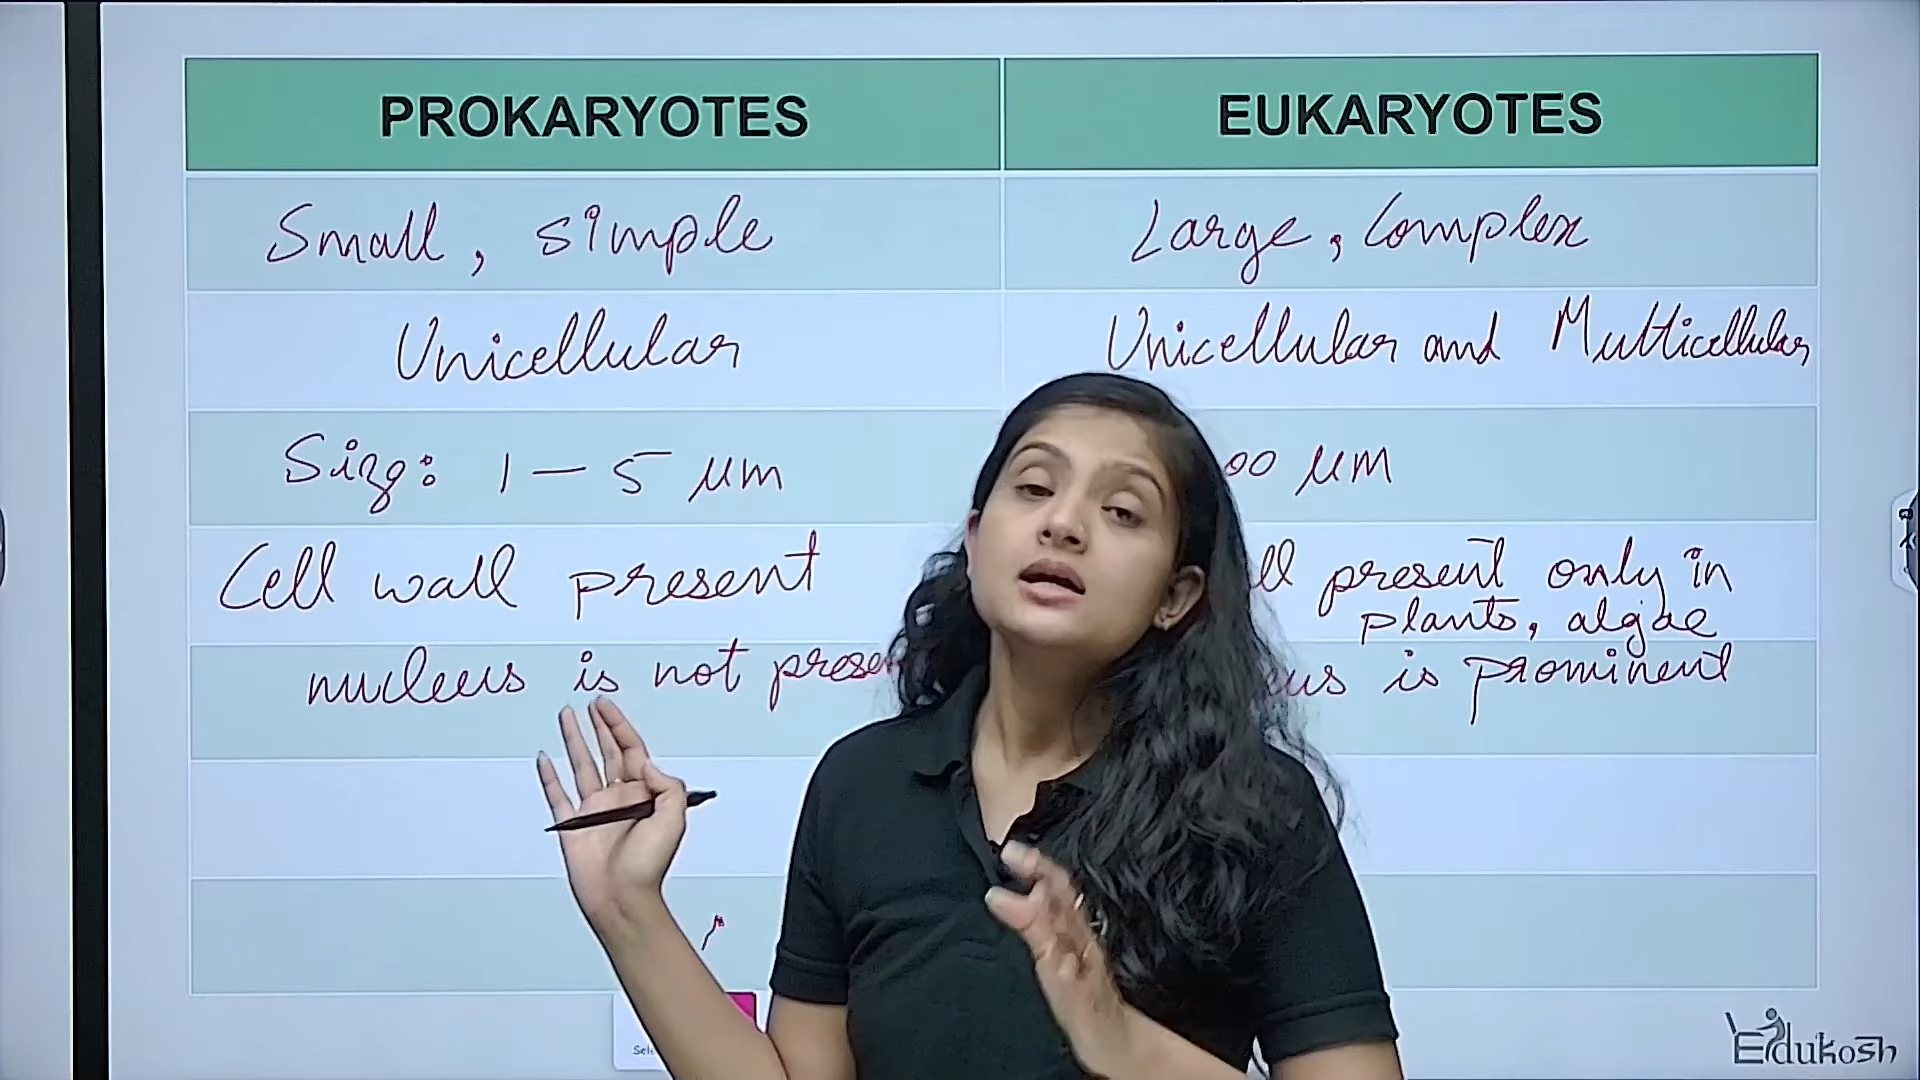 PROKARYOTES
EUKARYOTES
Small, simple
Large, Complex
Unicellular
Unicellular and Multicellular
Size: 1 – 5 μm
μm
Cell wall present
present only in
plants, algae
nucleus is not
is prominent
Edukosh